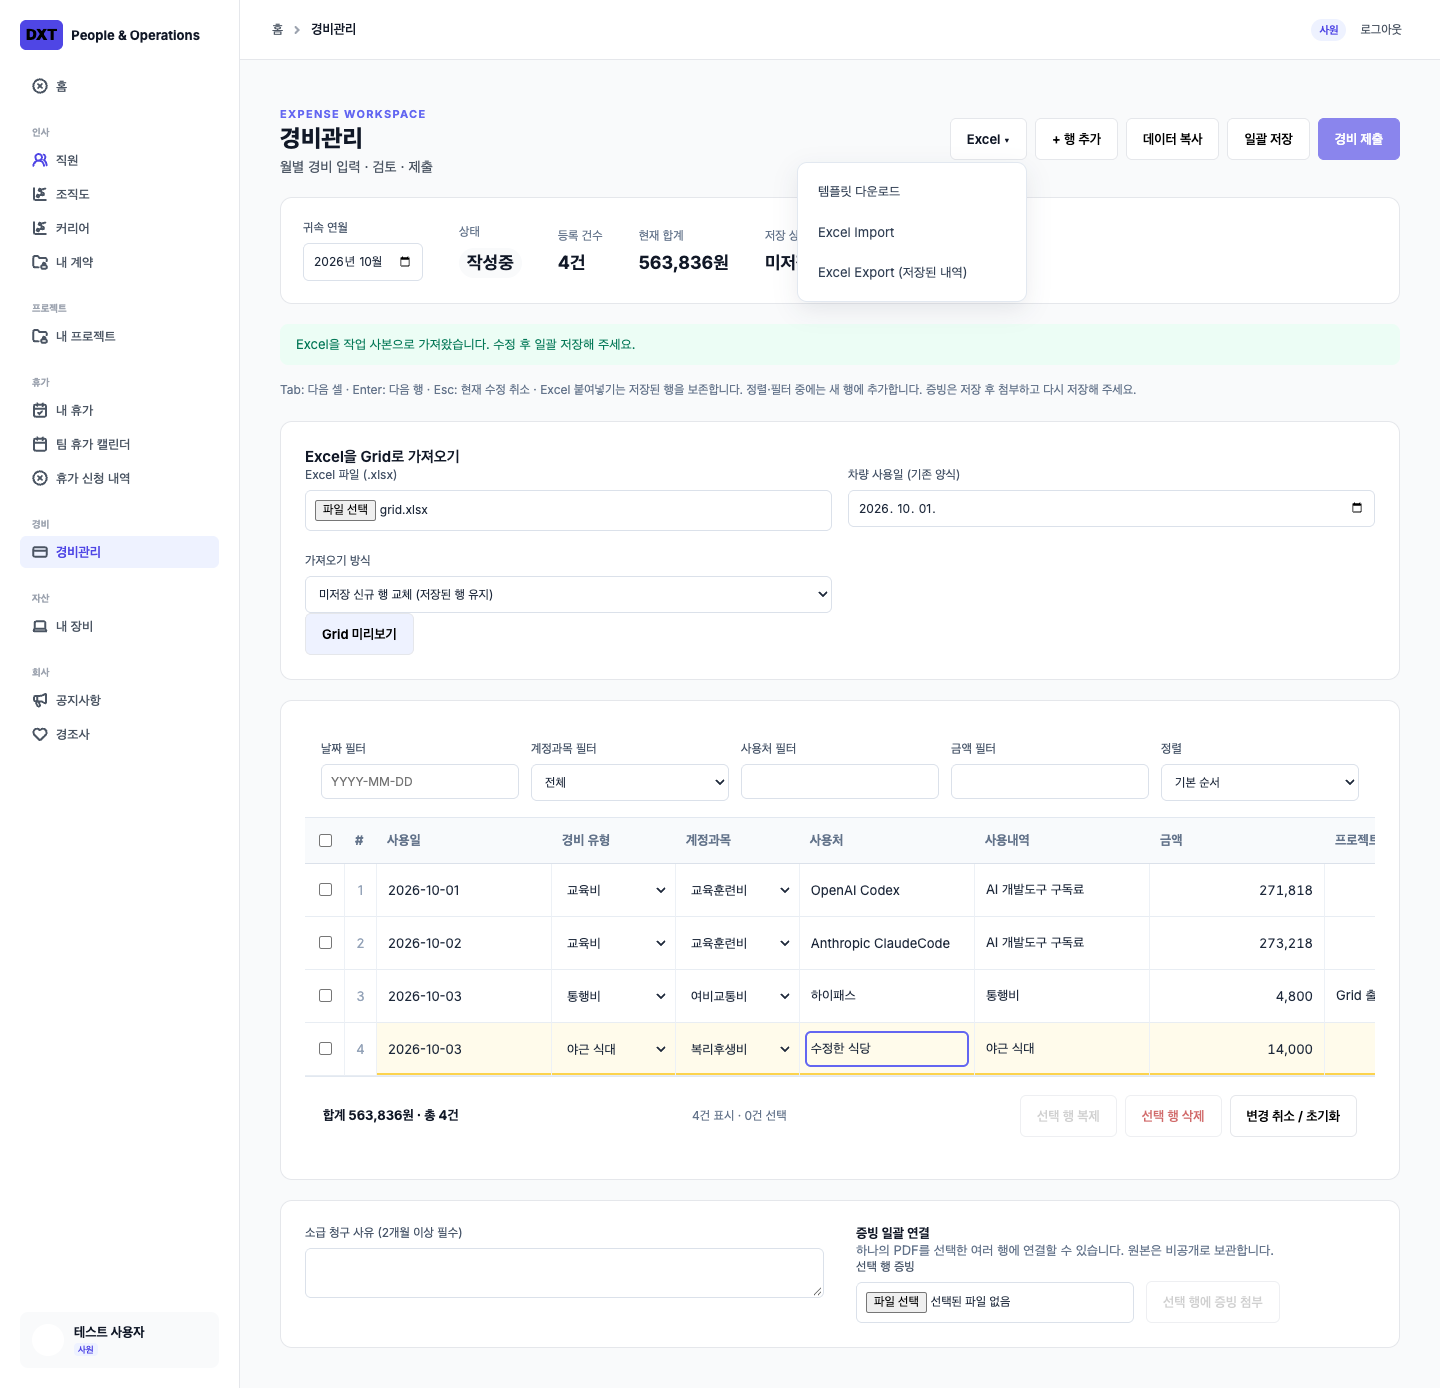 DXT People & Operations
홈
인사
직원
조직도
커리어
내 계약
프로젝트
내 프로젝트
휴가
내 휴가
팀 휴가 캘린더
휴가 신청 내역
경비
경비관리
자산
내 장비
회사
공지사항
경조사
테스트 사용자
사원
홈 > 경비관리
사원 로그아웃
EXPENSE WORKSPACE
경비관리
월별 경비 입력 · 검토 · 제출
Excel ▾ + 행 추가 데이터 복사 일괄 저장 경비 제출
템플릿 다운로드
Excel Import
Excel Export (저장된 내역)
귀속 연월 상태 등록 건수 현재 합계 저장
2026년 10월 작성중 4건 563,836원 미저
Excel을 작업 사본으로 가져왔습니다. 수정 후 일괄 저장해 주세요.
Tab: 다음 셀 · Enter: 다음 행 · Esc: 현재 수정 취소 · Excel 붙여넣기는 저장된 행을 보존합니다. 정렬·필터 중에는 새 행에 추가합니다. 증빙은 저장 후 첨부하고 다시 저장해 주세요.
Excel을 Grid로 가져오기
Excel 파일 (.xlsx) 차량 사용일 (기존 양식)
파일 선택 grid.xlsx 2026. 10. 01.
가져오기 방식
미저장 신규 행 교체 (저장된 행 유지)
Grid 미리보기
날짜 필터 계정과목 필터 사용처 필터 금액 필터 정렬
YYYY-MM-DD 전체 기본 순서
# 사용일 경비 유형 계정과목 사용처 사용내역 금액 프로젝트
1 2026-10-01 교육비 교육훈련비 OpenAI Codex AI 개발도구 구독료 271,818
2 2026-10-02 교육비 교육훈련비 Anthropic ClaudeCode AI 개발도구 구독료 273,218
3 2026-10-03 통행비 여비교통비 하이패스 통행비 4,800 Grid 출
4 2026-10-03 야근 식대 복리후생비 수정한 식당 야근 식대 14,000
합계 563,836원 · 총 4건 4건 표시 · 0건 선택 선택 행 복제 선택 행 삭제 변경 취소 / 초기화
소급 청구 사유 (2개월 이상 필수)
증빙 일괄 연결
하나의 PDF를 선택한 여러 행에 연결할 수 있습니다. 원본은 비공개로 보관합니다.
선택 행 증빙
파일 선택 선택된 파일 없음 선택 행에 증빙 첨부